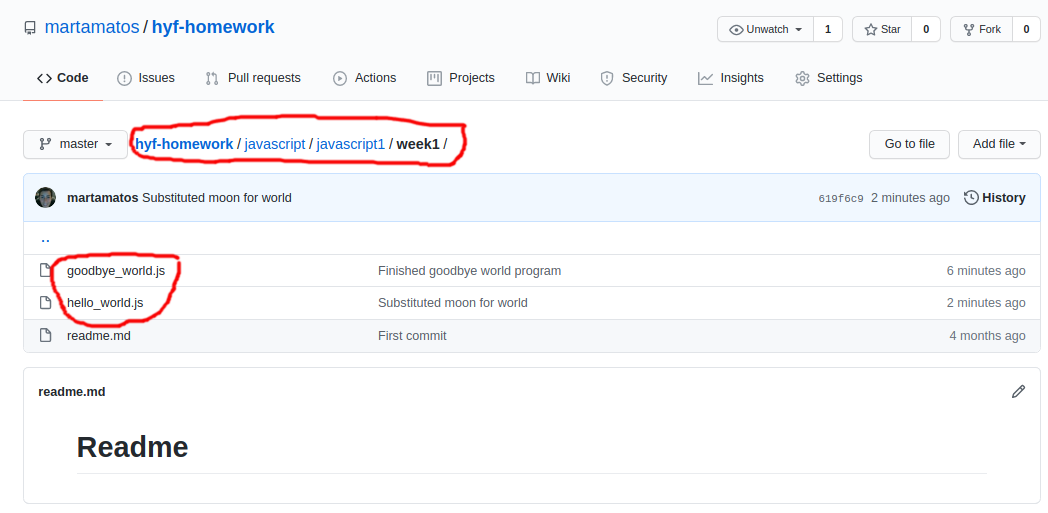 martamatos / hyf-homework Unwatch 1 Star 0 Fork 0
Code Issues Pull requests Actions Projects Wiki Security Insights Settings
master hyf-homework / javascript / javascript1 / week1 / Go to file Add file
martamatos Substituted moon for world 619f6c9 2 minutes ago History
..
goodbye_world.js Finished goodbye world program 6 minutes ago
hello_world.js Substituted moon for world 2 minutes ago
readme.md First commit 4 months ago
readme.md
Readme